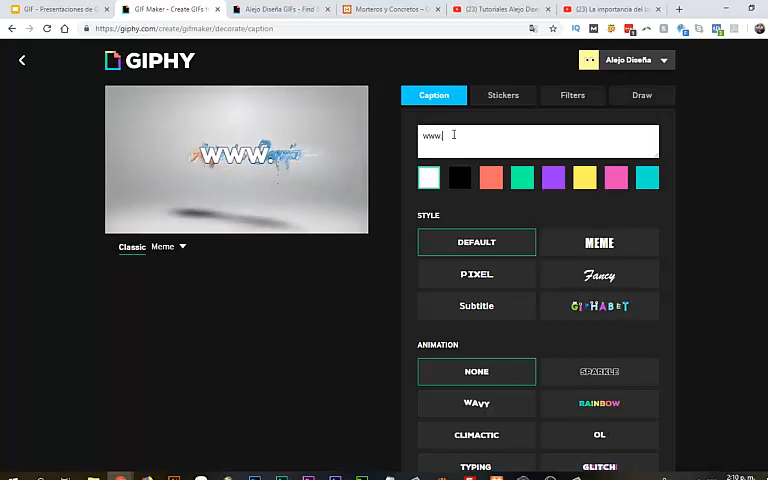 GIF - Presentaciones de G
GIF Maker - Create GIFs f
Alejo Diseña GIFs - Find &
Morteros y Concretos – D
(23) Tutoriales Alejo Diseñ
(23) La importancia del lo
https://giphy.com/create/gifmaker/decorate/caption
GIPHY
Alejo Diseña
Caption
Stickers
Filters
Draw
www.
www.
Classic
Meme
STYLE
DEFAULT
MEME
PIXEL
Fancy
Subtitle
GIPHABET
ANIMATION
NONE
SPARKLE
WAVY
RAINBOW
CLIMACTIC
OL
TYPING
GLITCH
2:10 p. m.